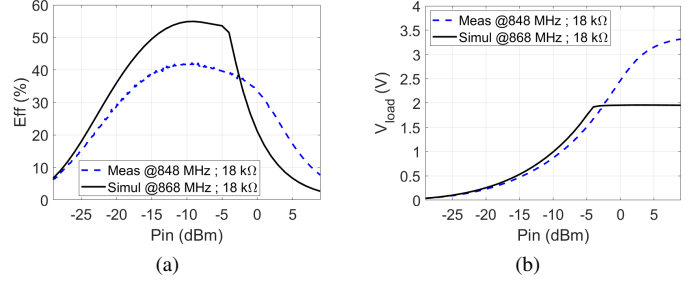 60
50
40
30
20
10
0
Eff (%)
Meas @848 MHz ; 18 kΩ
Simul @868 MHz ; 18 kΩ
-25 -20 -15 -10 -5 0 5
Pin (dBm)
(a)
4
3.5
3
2.5
2
1.5
1
0.5
0
V_load (V)
Meas @848 MHz ; 18 kΩ
Simul @868 MHz ; 18 kΩ
-25 -20 -15 -10 -5 0 5
Pin (dBm)
(b)